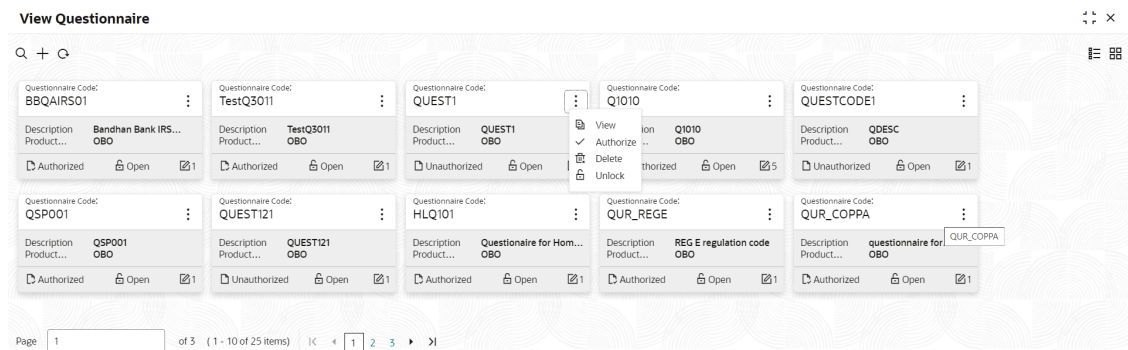 View Questionnaire
Questionnaire Code:
BBQAIRS01
Description Bandhan Bank IRS...
Product... OBO
Authorized Open 1
Questionnaire Code:
TestQ3011
Description TestQ3011
Product... OBO
Authorized Open 1
Questionnaire Code:
QUEST1
Description QUEST1
Product... OBO
Unauthorized Open
View
Authorize
Delete
Unlock
Questionnaire Code:
Q1010
ion Q1010
.. OBO
thorized Open 5
Questionnaire Code:
QUESTCODE1
Description QDESC
Product... OBO
Unauthorized Open 1
Questionnaire Code:
QSP001
Description QSP001
Product... OBO
Authorized Open 1
Questionnaire Code:
QUEST121
Description QUEST121
Product... OBO
Unauthorized Open 1
Questionnaire Code:
HLQ101
Description Questionaire for Hom...
Product... OBO
Authorized Open 1
Questionnaire Code:
QUR_REGE
Description REG E regulation code
Product... OBO
Authorized Open 1
Questionnaire Code:
QUR_COPPA
Description questionnaire for
Product... OBO
Authorized Open 1
QUR_COPPA
Page 1 of 3 (1 - 10 of 25 items) 1 2 3